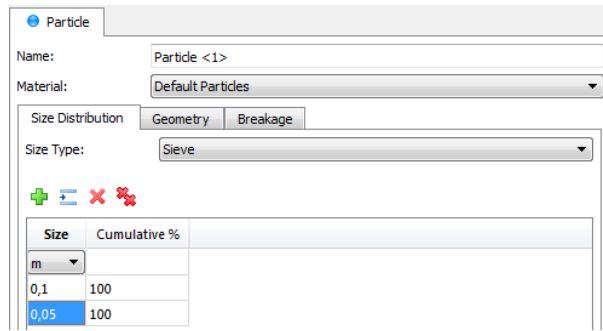 Particle
Name: Particle <1>
Material: Default Particles
Size Distribution Geometry Breakage
Size Type: Sieve
Size Cumulative %
m
0,1 100
0,05 100